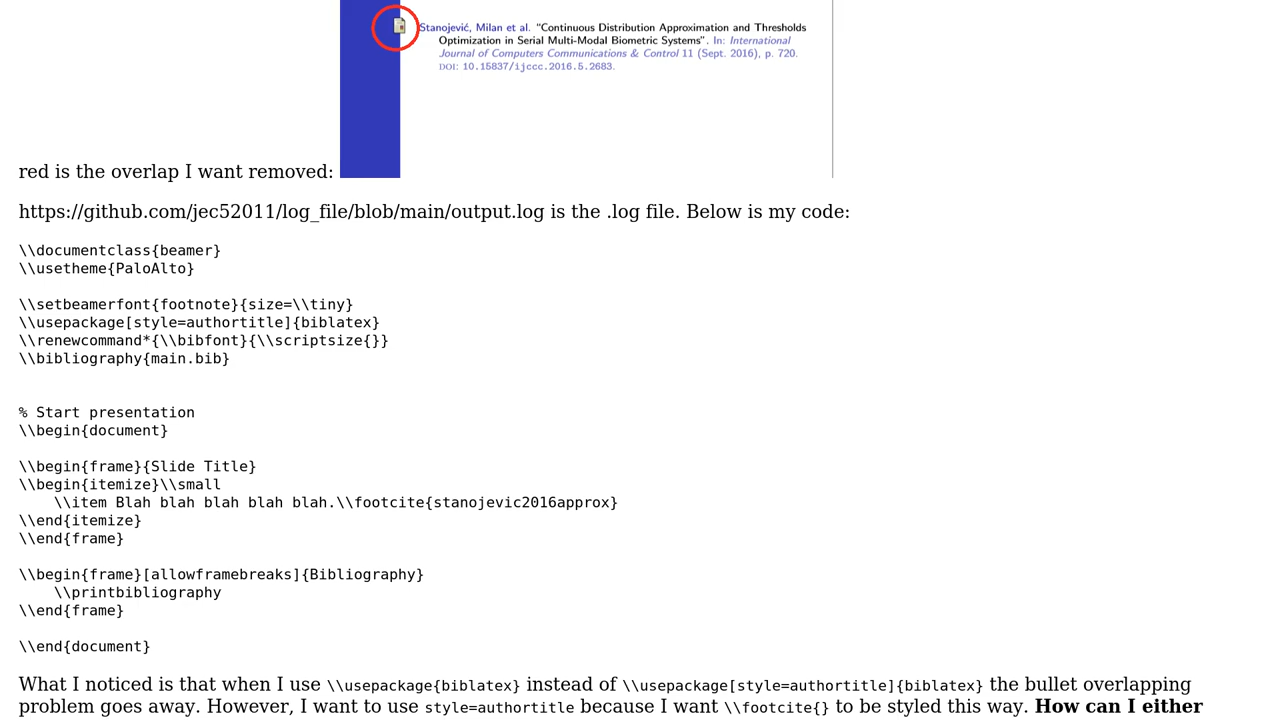 Stanojević, Milan et al. “Continuous Distribution Approximation and Thresholds
Optimization in Serial Multi-Modal Biometric Systems”. In: International
Journal of Computers Communications & Control 11 (Sept. 2016), p. 720.
DOI: 10.15837/ijccc.2016.5.2683.
red is the overlap I want removed:
https://github.com/jec52011/log_file/blob/main/output.log is the .log file. Below is my code:
\\documentclass{beamer}
\\usetheme{PaloAlto}
\\setbeamerfont{footnote}{size=\\tiny}
\\usepackage[style=authortitle]{biblatex}
\\renewcommand*{\\bibfont}{\\scriptsize{}}
\\bibliography{main.bib}
% Start presentation
\\begin{document}
\\begin{frame}{Slide Title}
\\begin{itemize}\\small
    \\item Blah blah blah blah blah.\\footcite{stanojevic2016approx}
\\end{itemize}
\\end{frame}
\\begin{frame}[allowframebreaks]{Bibliography}
    \\printbibliography
\\end{frame}
\\end{document}
What I noticed is that when I use \\usepackage{biblatex} instead of \\usepackage[style=authortitle]{biblatex} the bullet overlapping
problem goes away. However, I want to use style=authortitle because I want \\footcite{} to be styled this way. How can I either